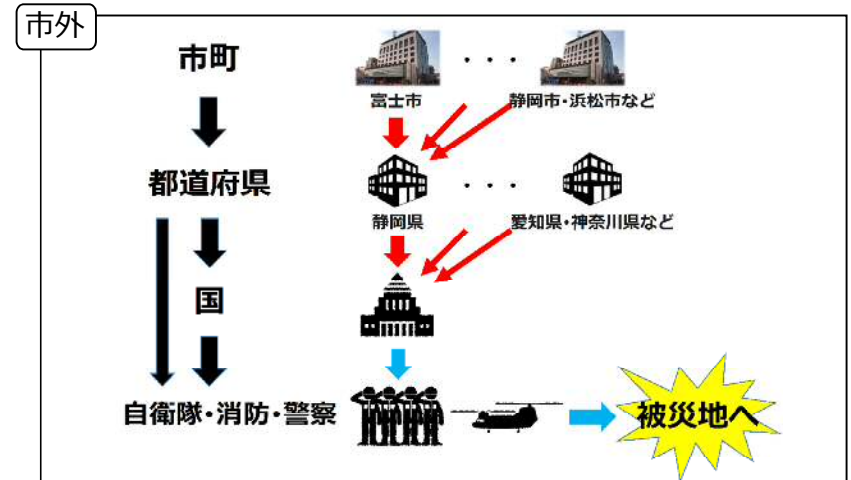 市外
市町
・・・
富士市
静岡市・浜松市など
都道府県
・・・
静岡県
愛知県・神奈川県など
国
自衛隊・消防・警察
被災地へ